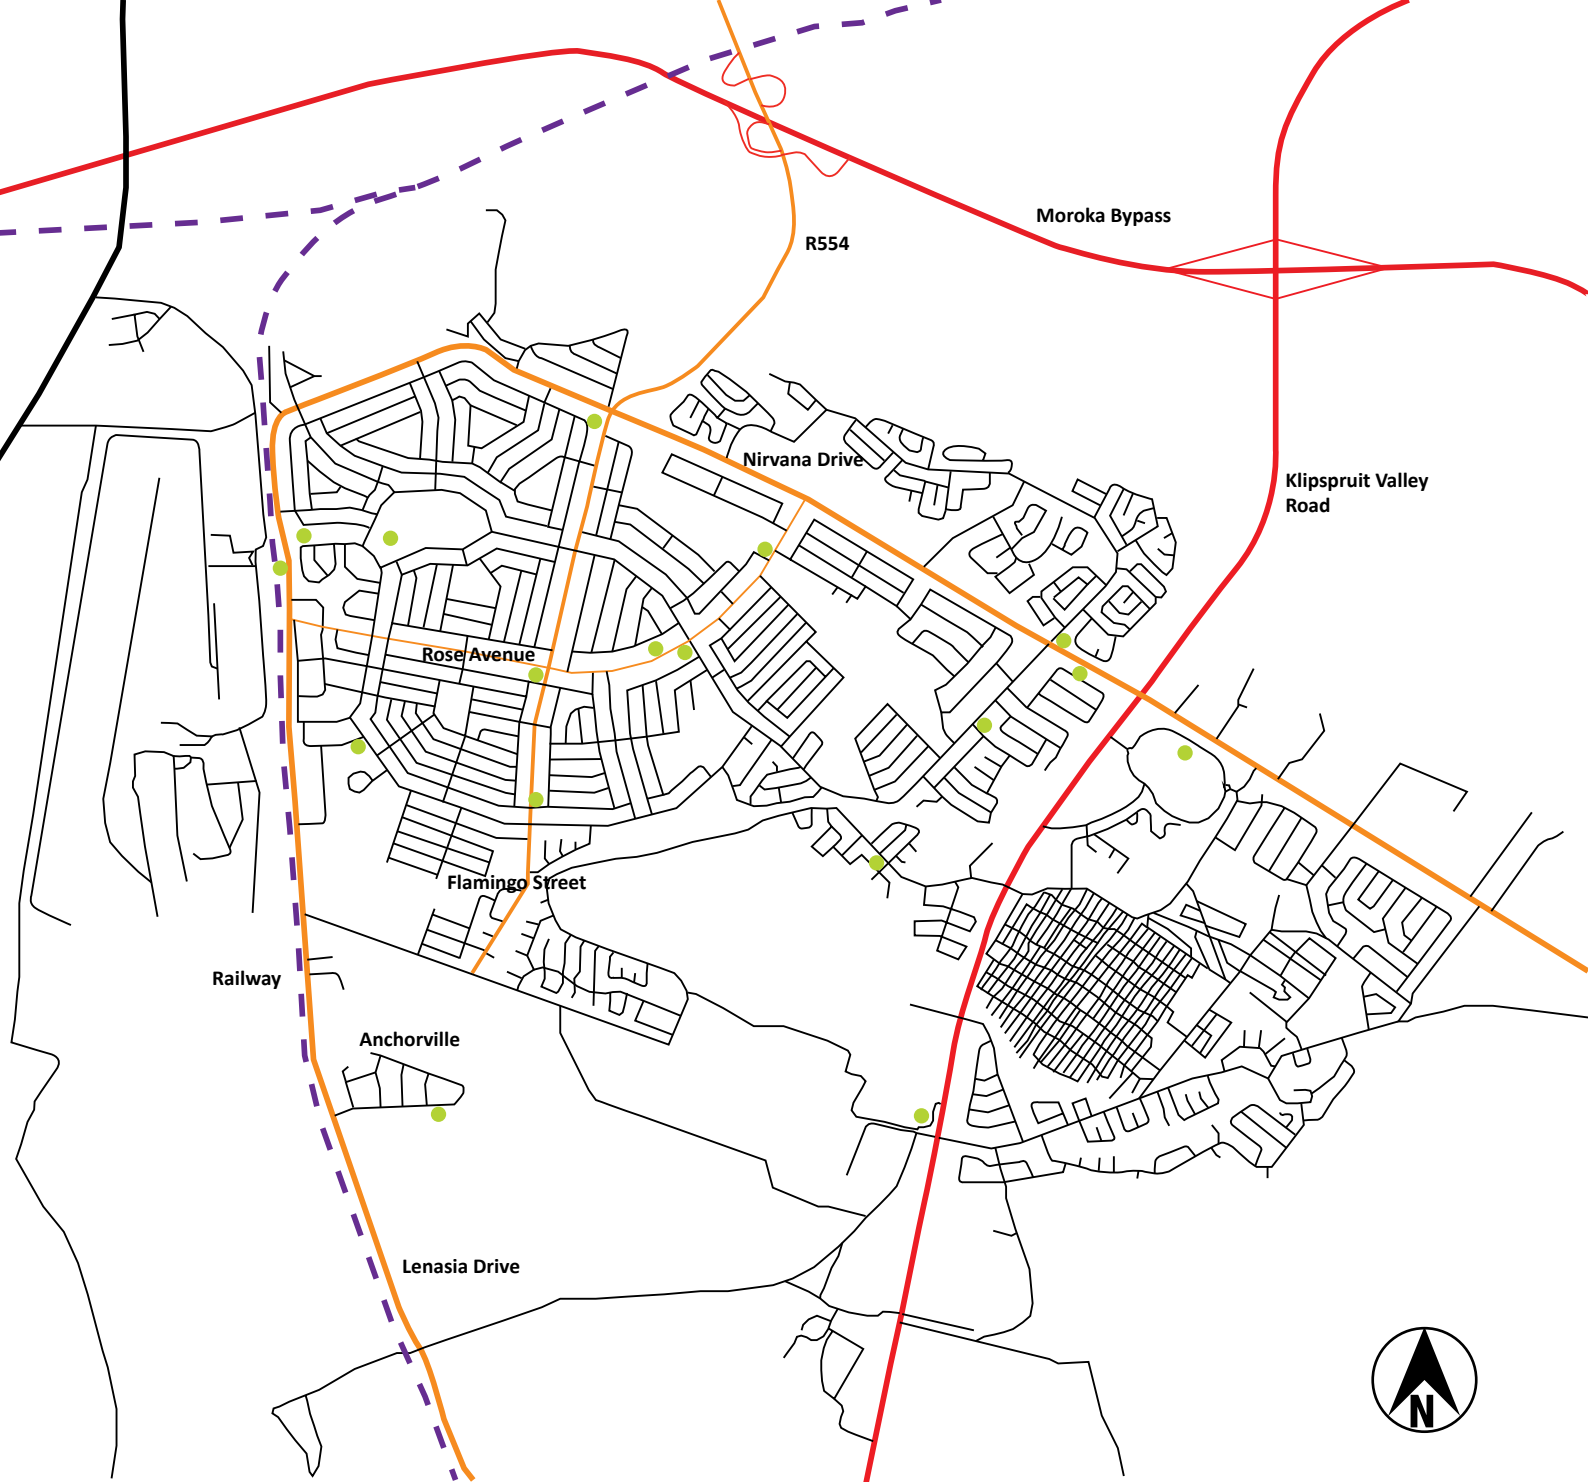 Moroka Bypass
R554
Nirvana Drive
Klipspruit Valley
Road
Rose Avenue
Flamingo Street
Railway
Anchorville
Lenasia Drive
N